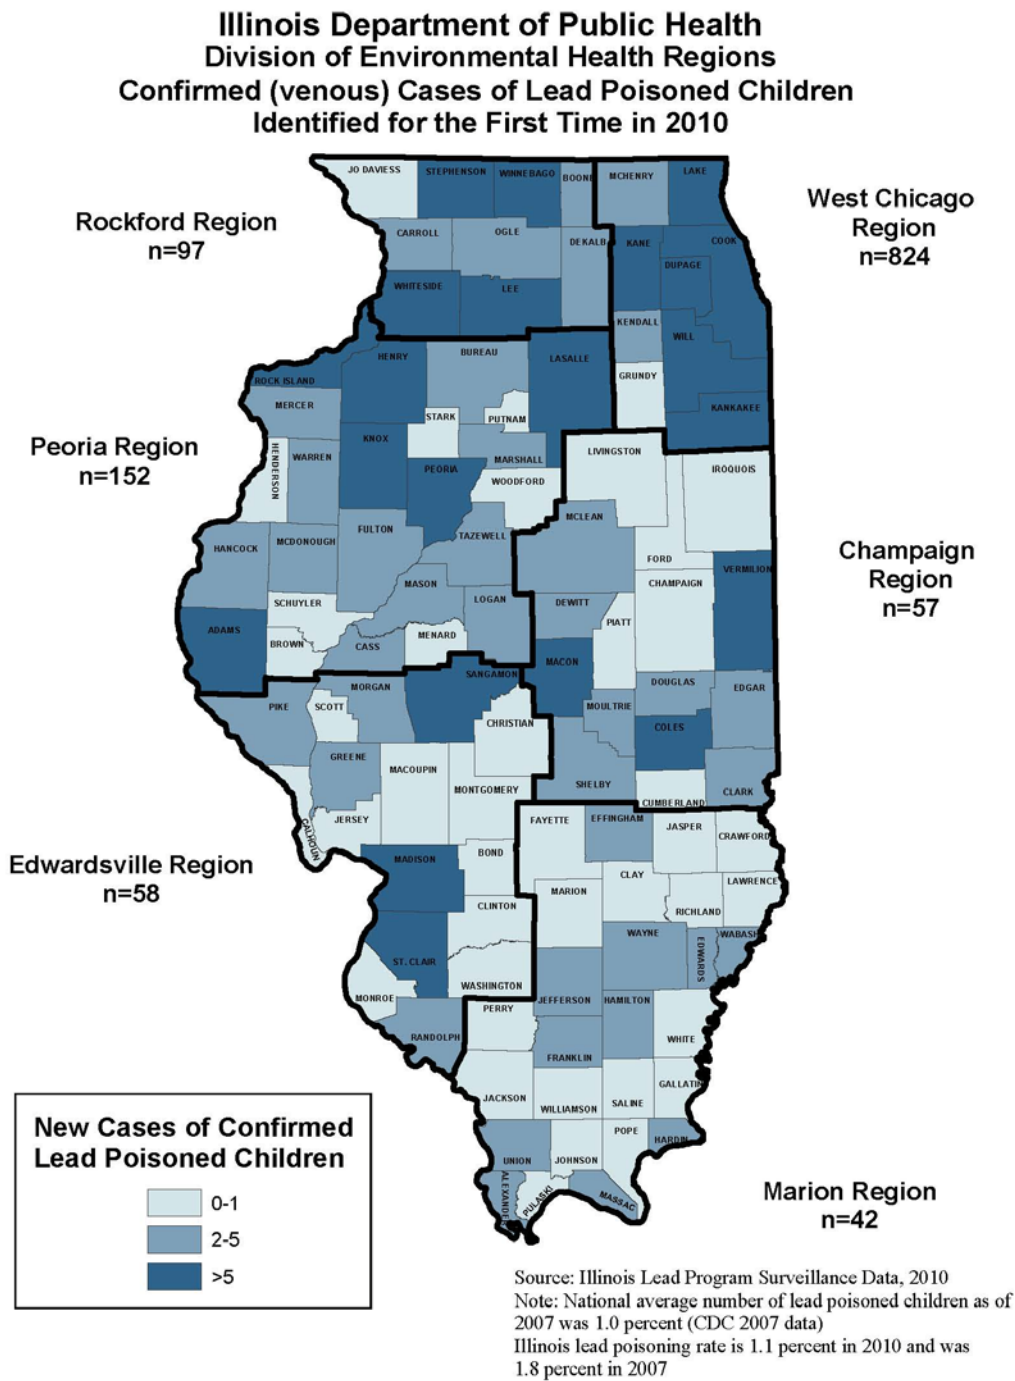 Illinois Department of Public Health
Division of Environmental Health Regions
Confirmed (venous) Cases of Lead Poisoned Children
Identified for the First Time in 2010
Rockford Region
n=97
West Chicago
Region
n=824
Peoria Region
n=152
Champaign
Region
n=57
Edwardsville Region
n=58
Marion Region
n=42
JO DAVIESS
STEPHENSON
WINNEBAGO
BOONE
MCHENRY
LAKE
CARROLL
OGLE
DEKALB
KANE
COOK
DUPAGE
WHITESIDE
LEE
KENDALL
WILL
HENRY
BUREAU
LASALLE
GRUNDY
ROCK ISLAND
MERCER
STARK
PUTNAM
KANKAKEE
KNOX
HENDERSON
WARREN
PEORIA
MARSHALL
WOODFORD
LIVINGSTON
IROQUOIS
HANCOCK
MCDONOUGH
FULTON
TAZEWELL
MCLEAN
FORD
VERMILION
MASON
LOGAN
CHAMPAIGN
DEWITT
PIATT
SCHUYLER
ADAMS
BROWN
CASS
MENARD
MACON
SANGAMON
MORGAN
DOUGLAS
EDGAR
PIKE
SCOTT
CHRISTIAN
MOULTRIE
COLES
GREENE
MACOUPIN
MONTGOMERY
SHELBY
CLARK
CUMBERLAND
CALHOUN
JERSEY
FAYETTE
EFFINGHAM
JASPER
CRAWFORD
MADISON
BOND
CLAY
LAWRENCE
MARION
RICHLAND
CLINTON
WAYNE
EDWARDS
WABASH
ST. CLAIR
WASHINGTON
MONROE
JEFFERSON
HAMILTON
PERRY
WHITE
RANDOLPH
FRANKLIN
GALLATIN
JACKSON
WILLIAMSON
SALINE
POPE
HARDIN
UNION
JOHNSON
ALEXANDER
PULASKI
MASSAC
New Cases of Confirmed
Lead Poisoned Children
0-1
2-5
>5
Source: Illinois Lead Program Surveillance Data, 2010
Note: National average number of lead poisoned children as of
2007 was 1.0 percent (CDC 2007 data)
Illinois lead poisoning rate is 1.1 percent in 2010 and was
1.8 percent in 2007